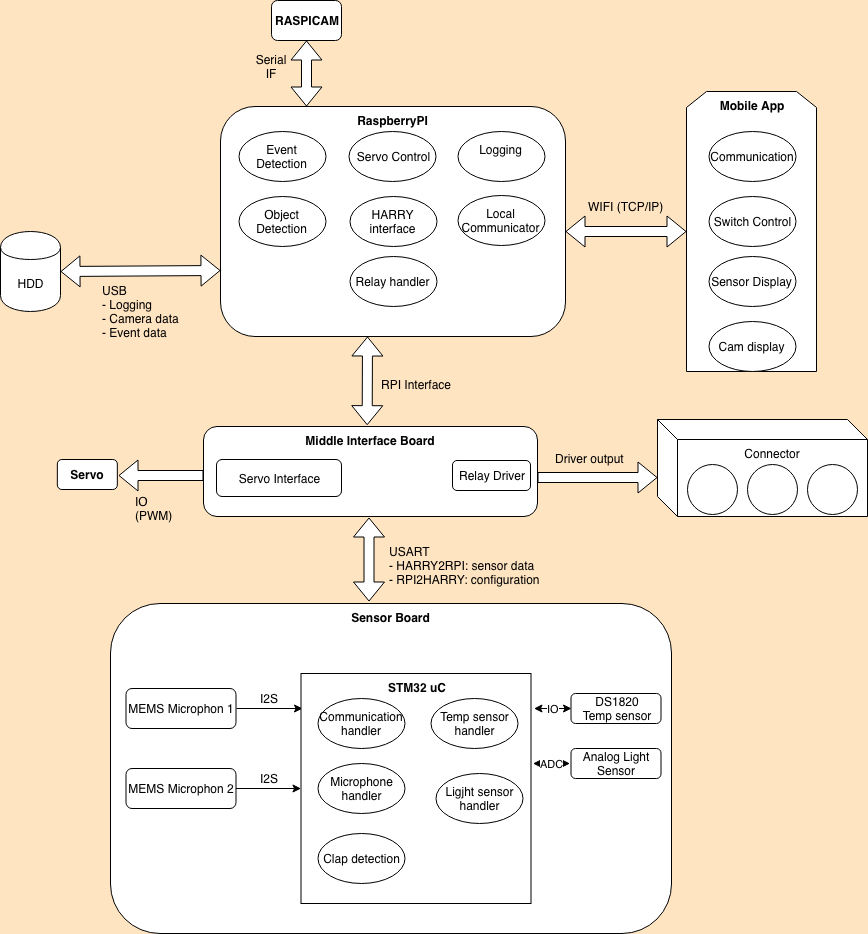 RASPICAM
Serial
IF
RaspberryPI
Event
Detection
Servo Control
Logging
Object
Detection
HARRY
interface
Local
Communicator
Relay handler
Mobile App
Communication
Switch Control
Sensor Display
Cam display
WIFI (TCP/IP)
HDD
USB
- Logging
- Camera data
- Event data
RPI Interface
Middle Interface Board
Servo Interface
Relay Driver
Servo
IO
(PWM)
Driver output
Connector
USART
- HARRY2RPI: sensor data
- RPI2HARRY: configuration
Sensor Board
STM32 uC
MEMS Microphon 1
I2S
MEMS Microphon 2
I2S
Communication
handler
Temp sensor
handler
Microphone
handler
Ligjht sensor
handler
Clap detection
IO
DS1820
Temp sensor
ADC
Analog Light
Sensor